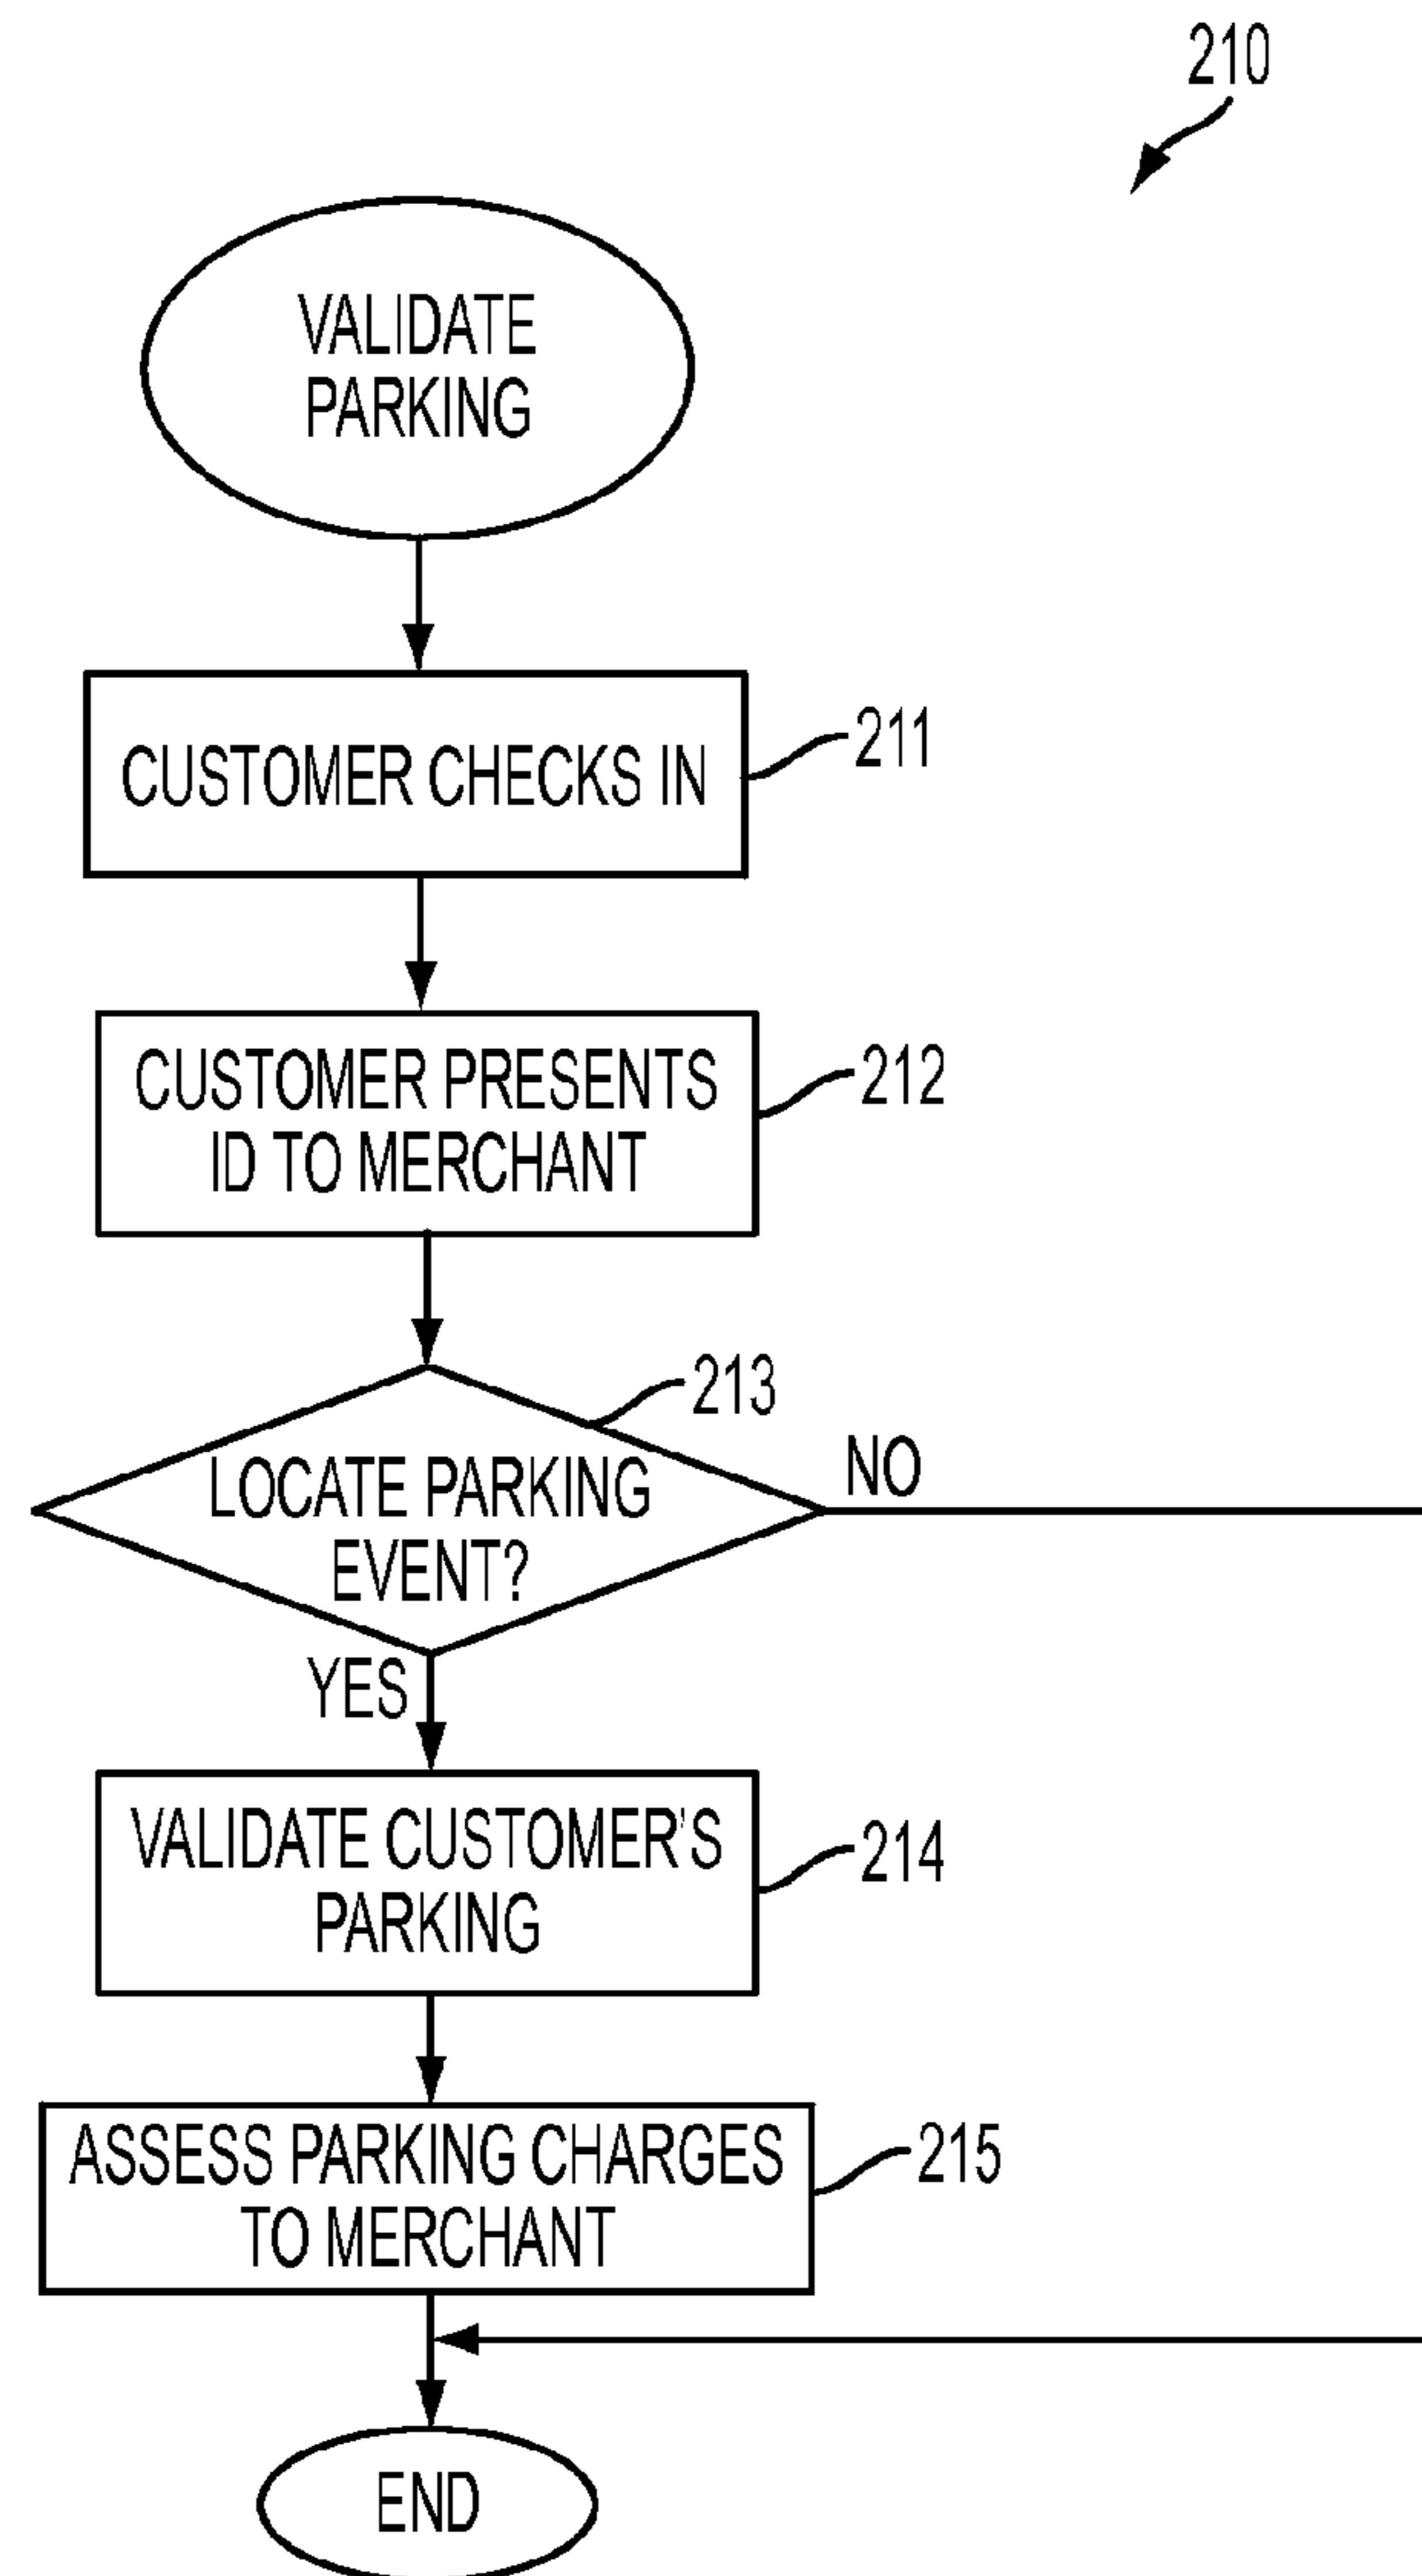 210
VALIDATE
PARKING
CUSTOMER CHECKS IN
211
CUSTOMER PRESENTS
ID TO MERCHANT
212
213
LOCATE PARKING
EVENT?
NO
YES
VALIDATE CUSTOMER'S
PARKING
214
ASSESS PARKING CHARGES
TO MERCHANT
215
END